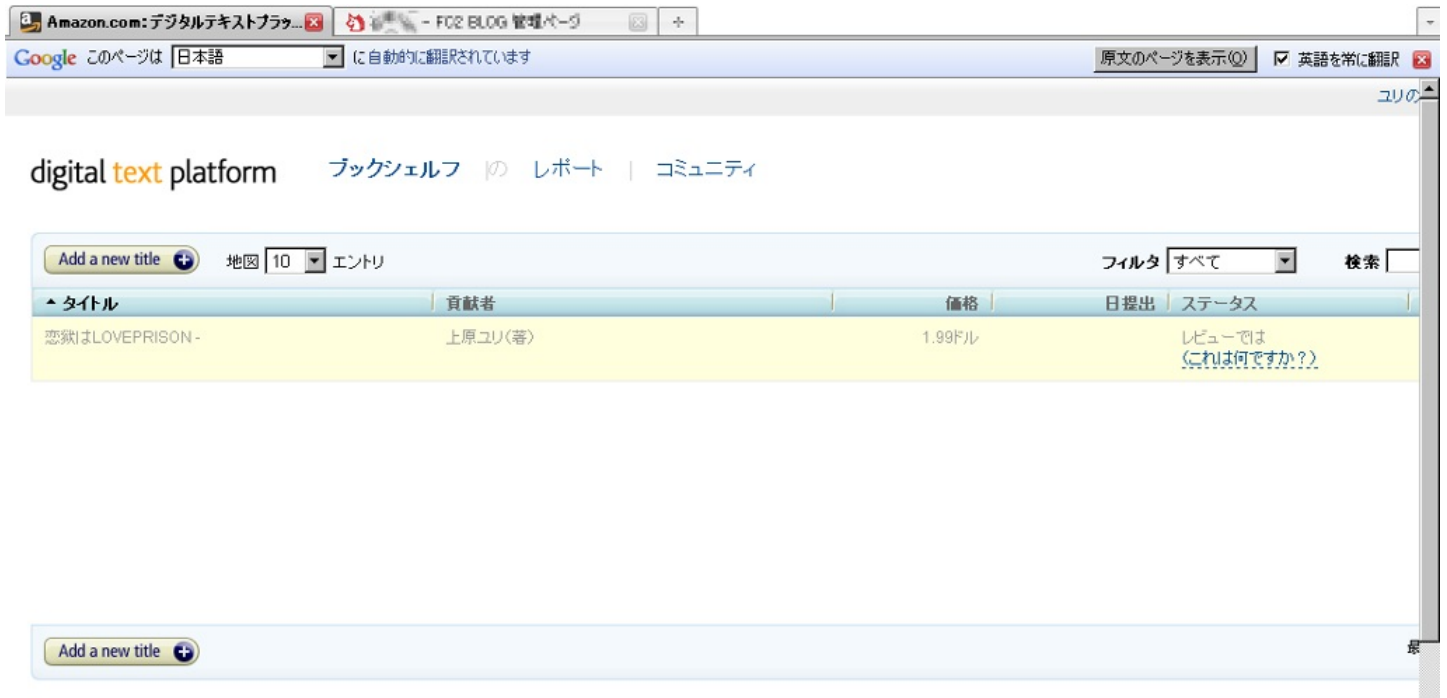 Amazon.com:デジタルテキストプラッ...
- FC2 BLOG 管理ページ
Google このページは 日本語 に自動的に翻訳されています 原文のページを表示(O) 英語を常に翻訳
ユリの
digital text platform ブックシェルフ |の レポート | コミュニティ
Add a new title 地図 10 エントリ フィルタ すべて 検索
タイトル 貢献者 価格 日提出 ステータス
恋獄はLOVEPRISON - 上原ユリ(著) 1.99ドル レビューでは
(これは何ですか?)
Add a new title 最